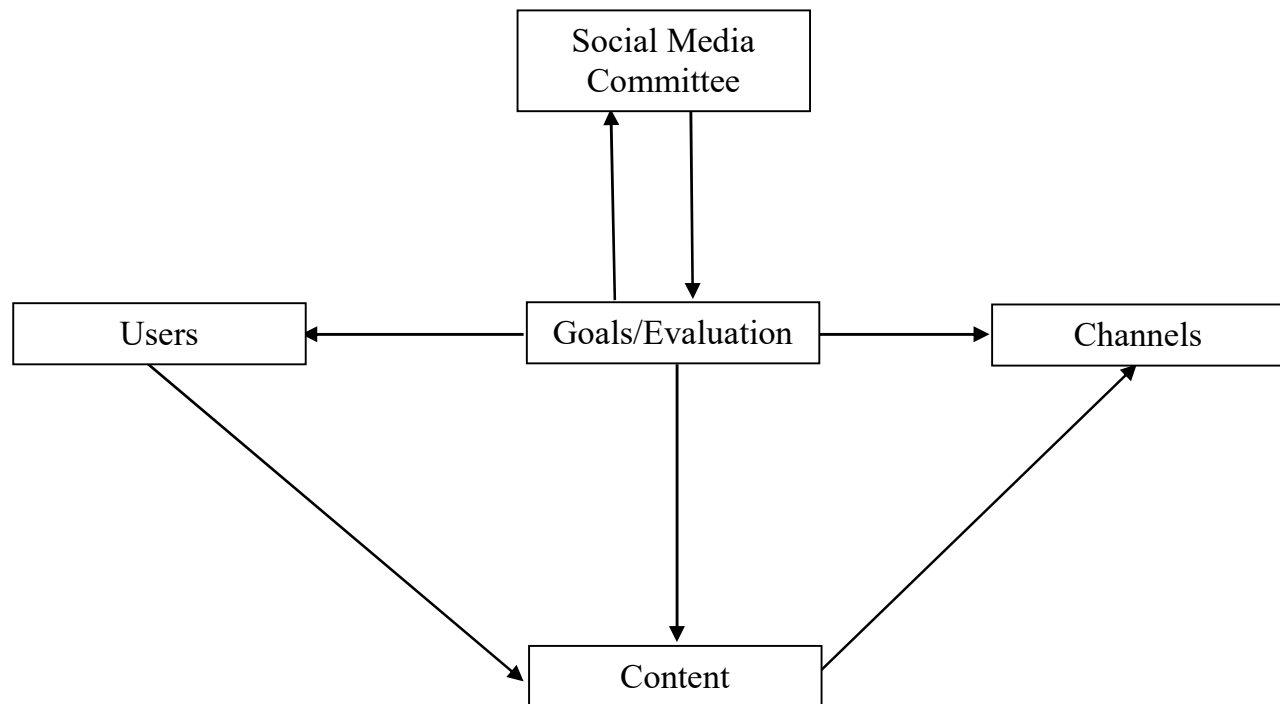 Social Media
Committee
Users
Goals/Evaluation
Channels
Content